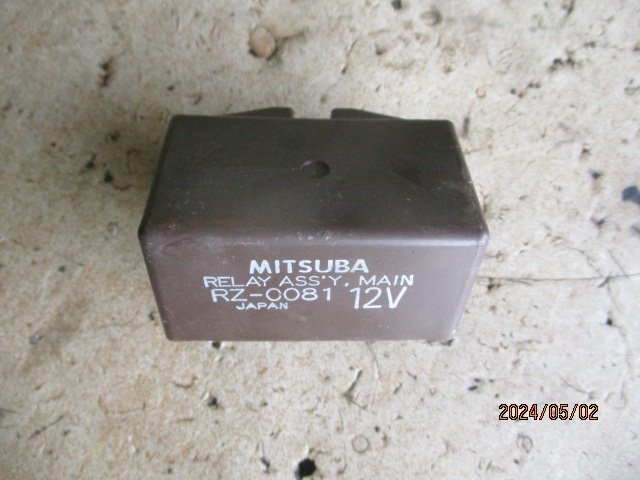 MITSUBA
RELAY ASS'Y. MAIN
RZ-0081 12V
JAPAN
2024/05/02